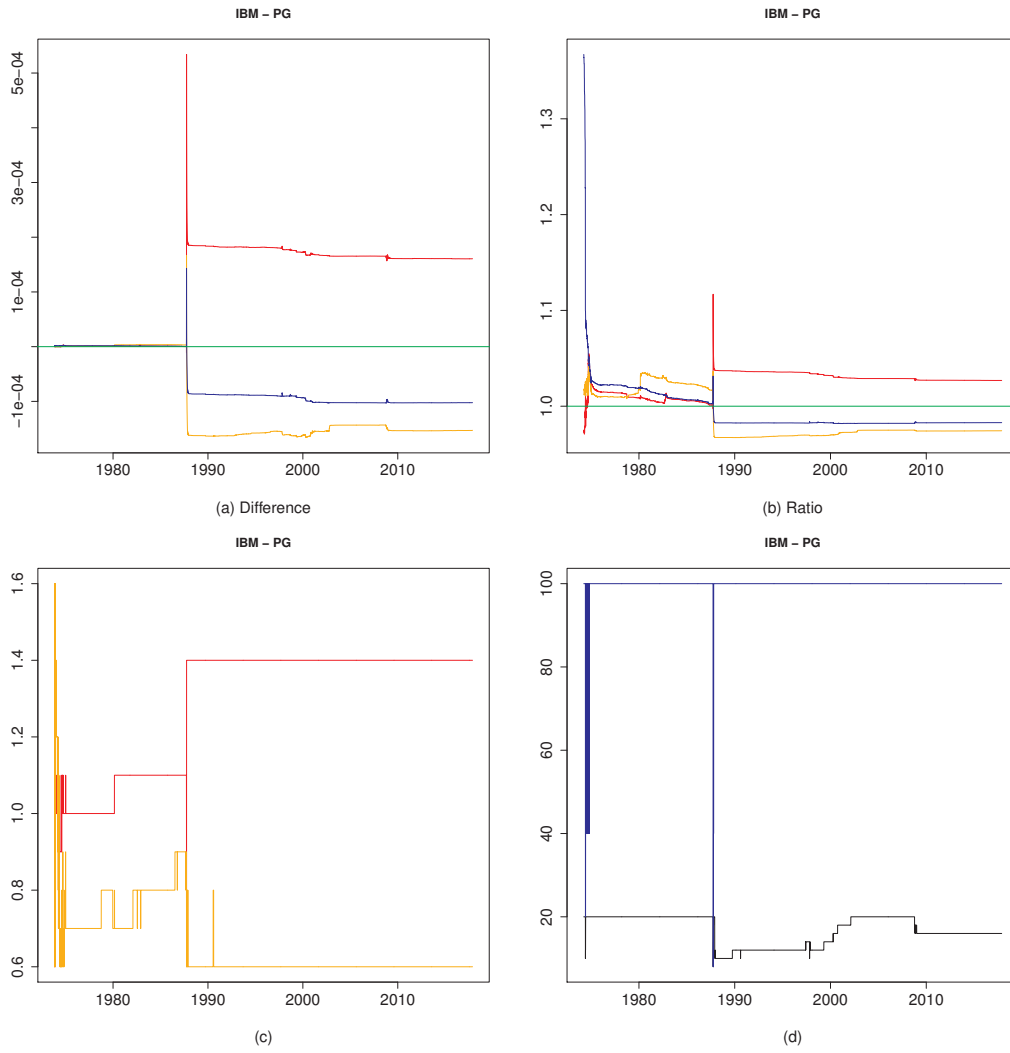 IBM – PG
5e−04
3e−04
1e−04
−1e−04
1980 1990 2000 2010
(a) Difference
IBM – PG
1.3
1.2
1.1
1.0
1980 1990 2000 2010
(b) Ratio
IBM – PG
1.6
1.4
1.2
1.0
0.8
0.6
1980 1990 2000 2010
(c)
IBM – PG
100
80
60
40
20
1980 1990 2000 2010
(d)